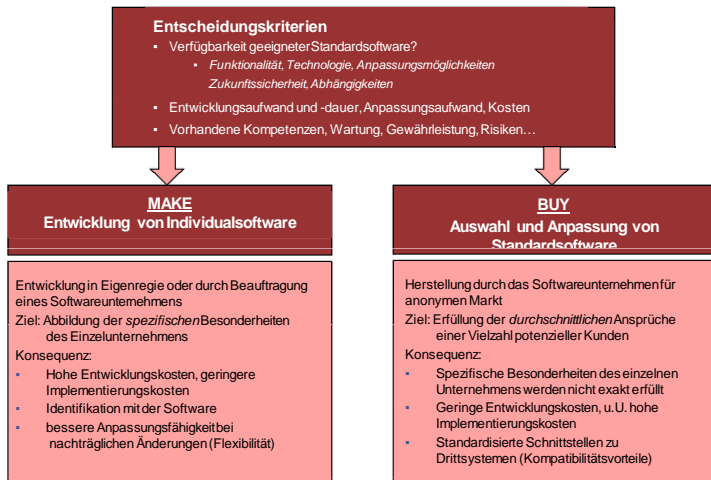 Entscheidungskriterien
▪ Verfügbarkeit geeigneter Standardsoftware?
▪ Funktionalität, Technologie, Anpassungsmöglichkeiten
Zukunftssicherheit, Abhängigkeiten
▪ Entwicklungsaufwand und -dauer, Anpassungsaufwand, Kosten
▪ Vorhandene Kompetenzen, Wartung, Gewährleistung, Risiken…
MAKE
Entwicklung von Individualsoftware
Entwicklung in Eigenregie oder durch Beauftragung
eines Softwareunternehmens
Ziel: Abbildung der spezifischen Besonderheiten
des Einzelunternehmens
Konsequenz:
▪ Hohe Entwicklungskosten, geringere
Implementierungskosten
▪ Identifikation mit der Software
▪ bessere Anpassungsfähigkeit bei
nachträglichen Änderungen (Flexibilität)
BUY
Auswahl und Anpassung von
Standardsoftware
Herstellung durch das Softwareunternehmen für
anonymen Markt
Ziel: Erfüllung der durchschnittlichen Ansprüche
einer Vielzahl potenzieller Kunden
Konsequenz:
▪ Spezifische Besonderheiten des einzelnen
Unternehmens werden nicht exakt erfüllt
▪ Geringe Entwicklungskosten, u.U. hohe
Implementierungskosten
▪ Standardisierte Schnittstellen zu
Drittsystemen (Kompatibilitätsvorteile)